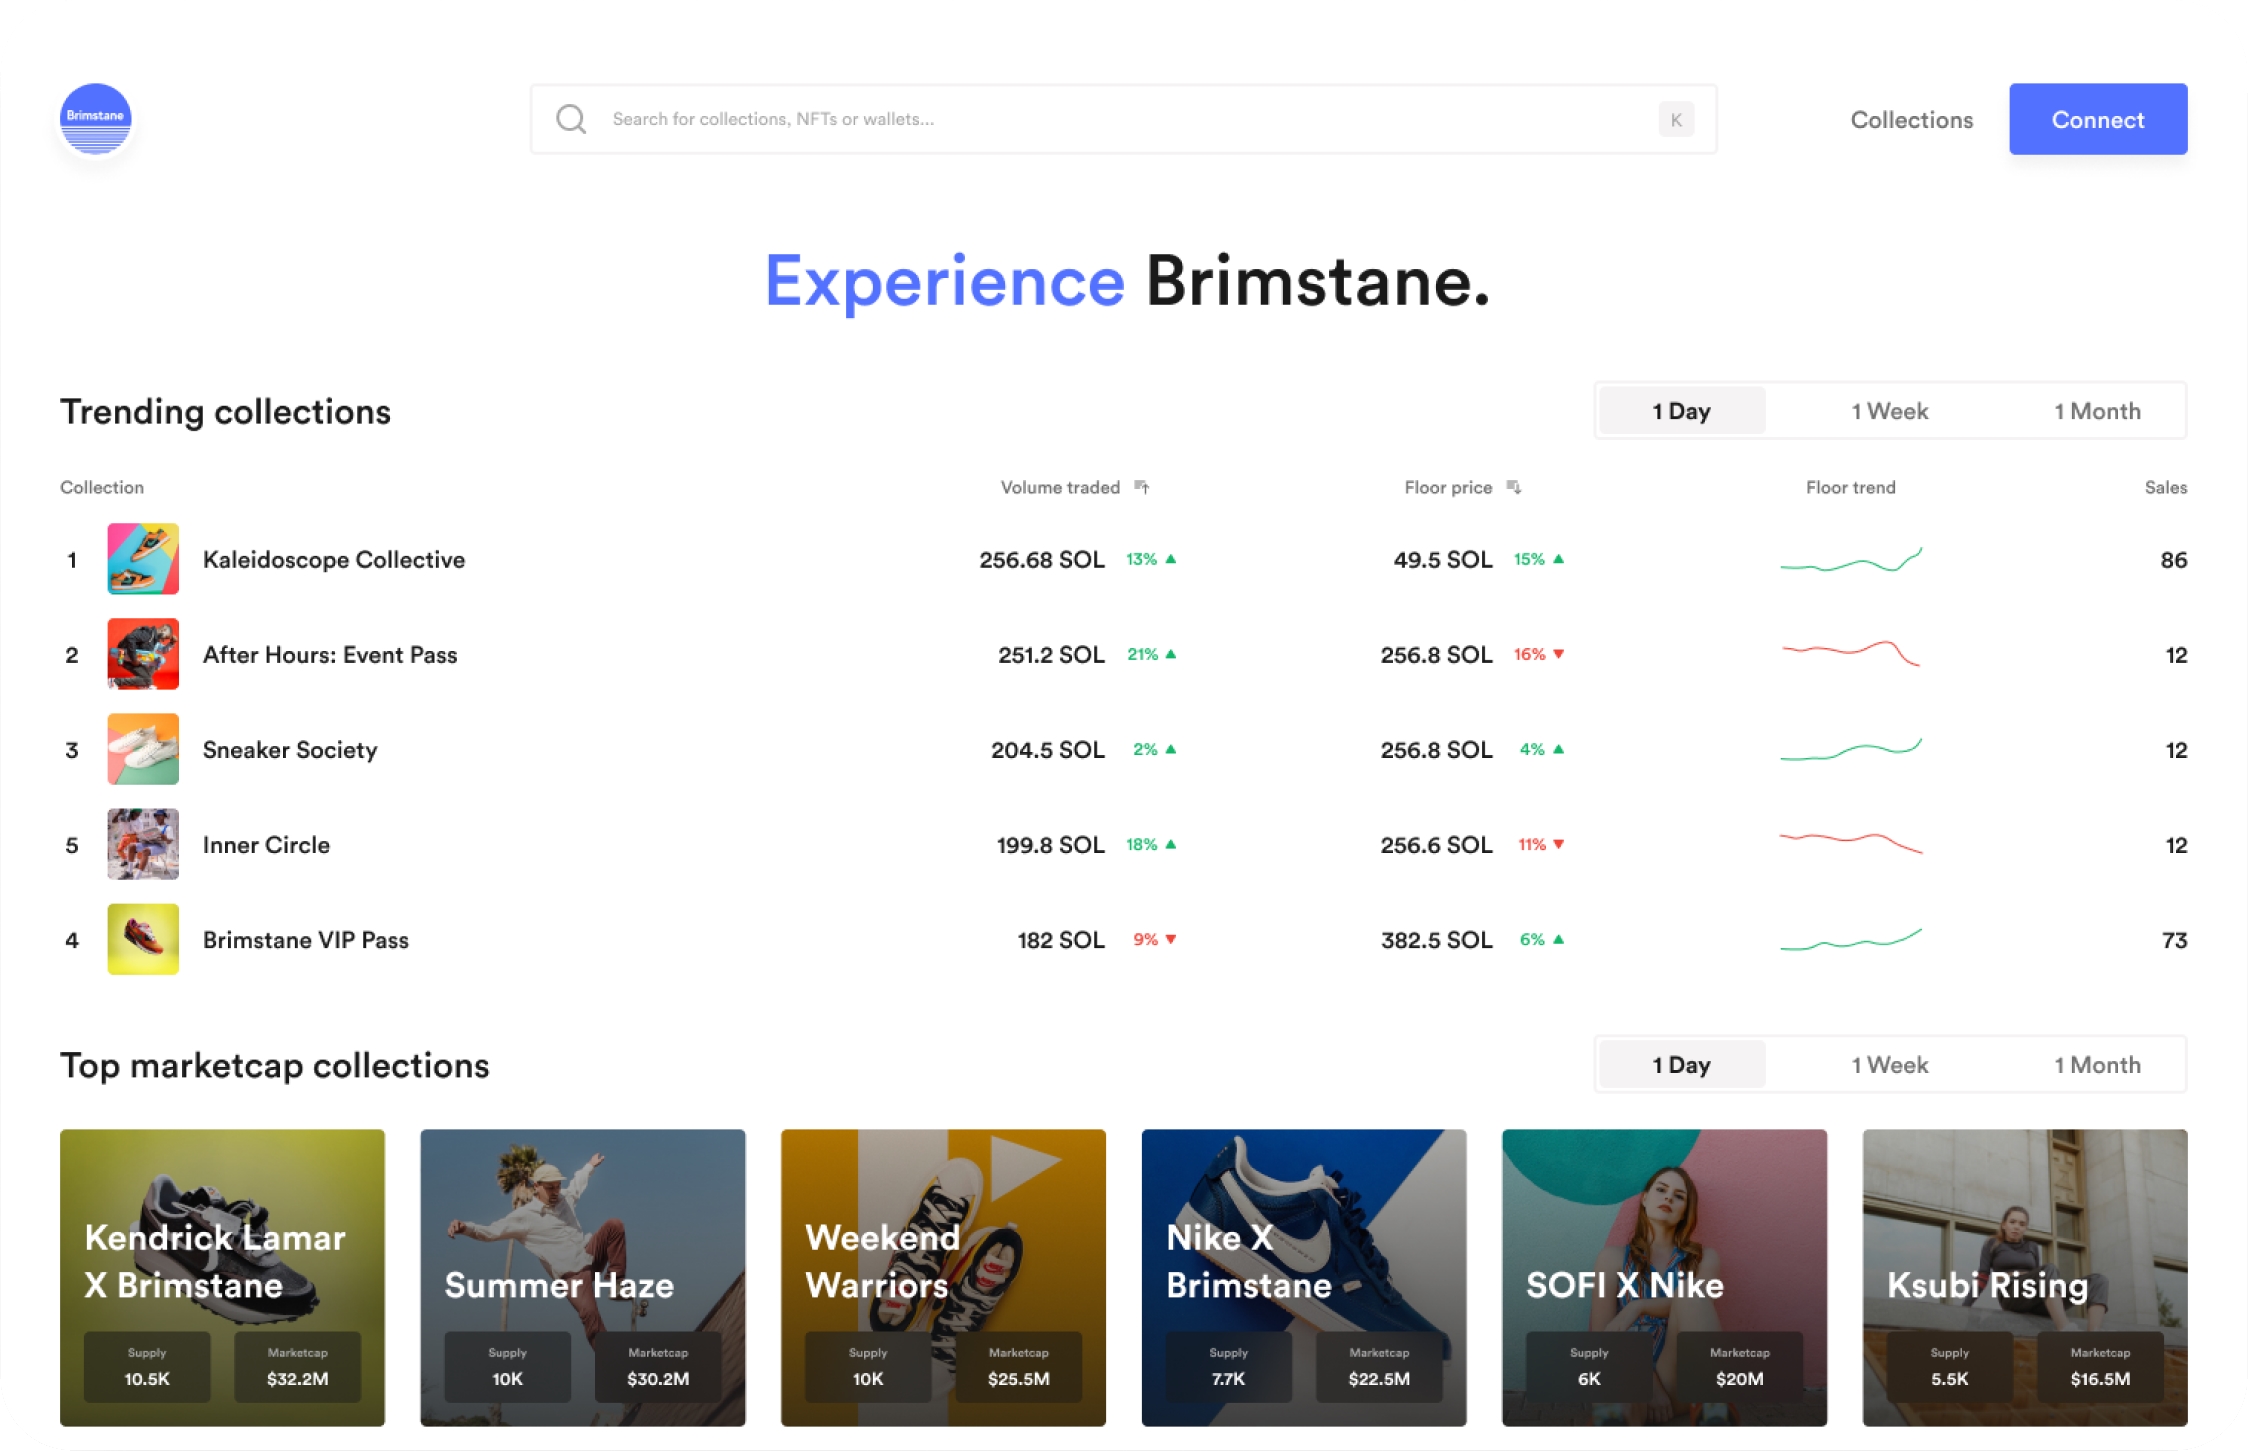 Brimstane
Search for collections, NFTs or wallets...
K
Collections
Connect
Experience Brimstane.
Trending collections
1 Day
1 Week
1 Month
Collection
Volume traded
Floor price
Floor trend
Sales
1 Kaleidoscope Collective 256.68 SOL 13% ▲ 49.5 SOL 15% ▲ 86
2 After Hours: Event Pass 251.2 SOL 21% ▲ 256.8 SOL 16% ▼ 12
3 Sneaker Society 204.5 SOL 2% ▲ 256.8 SOL 4% ▲ 12
5 Inner Circle 199.8 SOL 18% ▲ 256.6 SOL 11% ▼ 12
4 Brimstane VIP Pass 182 SOL 9% ▼ 382.5 SOL 6% ▲ 73
Top marketcap collections
1 Day
1 Week
1 Month
Kendrick Lamar
X Brimstane
Supply
10.5K
Marketcap
$32.2M
Summer Haze
Supply
10K
Marketcap
$30.2M
Weekend
Warriors
Supply
10K
Marketcap
$25.5M
Nike X
Brimstane
Supply
7.7K
Marketcap
$22.5M
SOFI X Nike
Supply
6K
Marketcap
$20M
Ksubi Rising
Supply
5.5K
Marketcap
$16.5M